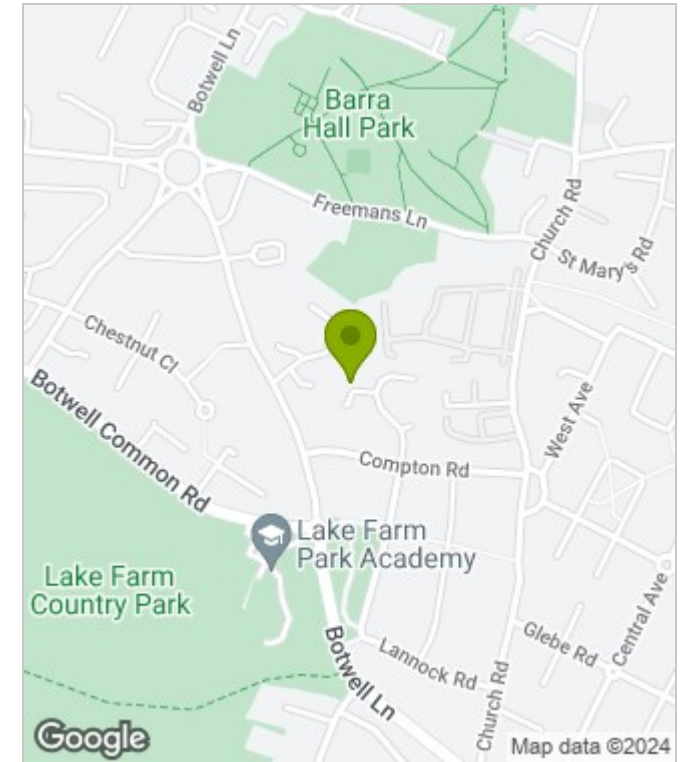 Botwell Ln
Barra
Hall Park
Freemans Ln
Church Rd
St Mary's Rd
Chestnut Cl
Botwell Common Rd
West Ave
Compton Rd
Lake Farm
Park Academy
Lake Farm
Country Park
Central Ave
Glebe Rd
Lannock Rd
Botwell Ln
Church Rd
Google
Map data ©2024